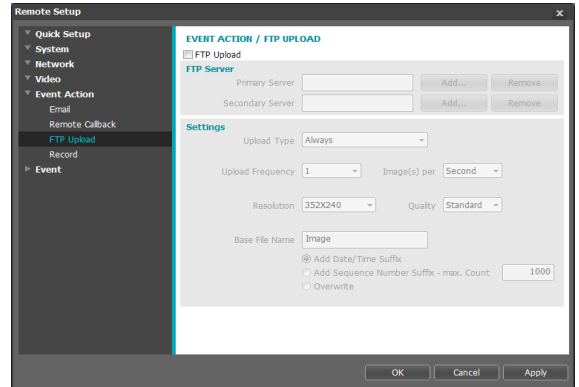 Remote Setup
x
Quick Setup
System
Network
Video
Event Action
Email
Remote Callback
FTP Upload
Record
Event
EVENT ACTION / FTP UPLOAD
FTP Upload
FTP Server
Primary Server Add... Remove
Secondary Server Add... Remove
Settings
Upload Type Always
Upload Frequency 1 Image(s) per Second
Resolution 352X240 Quality Standard
Base File Name Image
Add Date/Time Suffix
Add Sequence Number Suffix - max. Count 1000
Overwrite
OK Cancel Apply